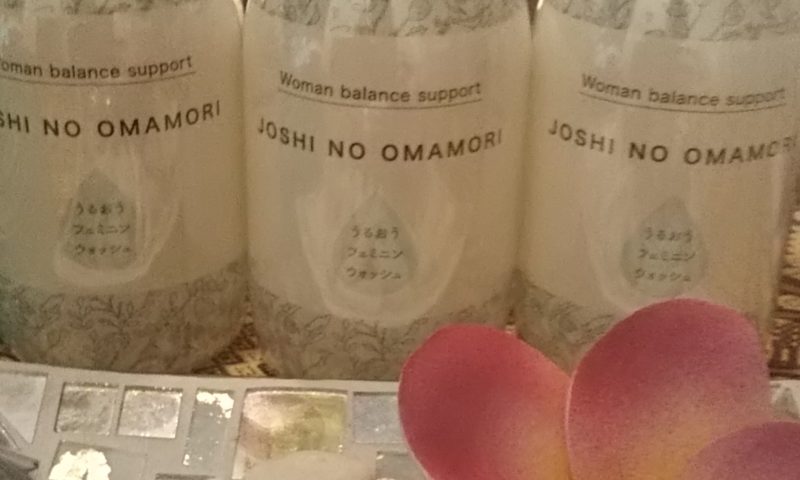 oman balance support
SHI NO OMAMORI
うるおう
フェミニン
ウォッシュ
Woman balance support
JOSHI NO OMAMORI
うるおう
フェミニン
ウォッシュ
Woman balance support
JOSHI NO OMAMOR
うるおう
フェミニン
ウォッシュ